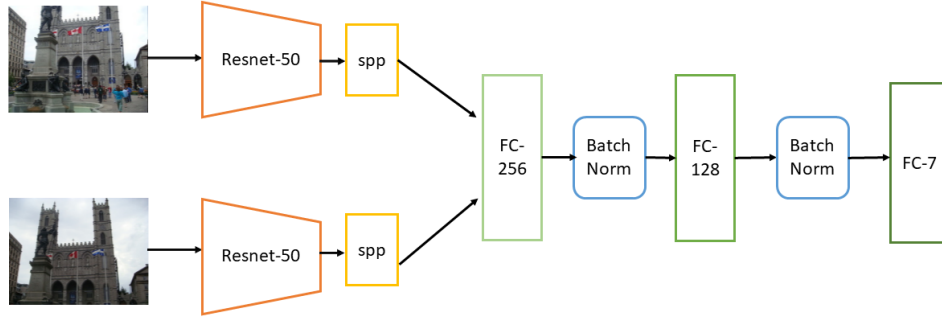 Resnet-50
spp
FC-
256
Batch
Norm
FC-
128
Batch
Norm
FC-7
Resnet-50
spp